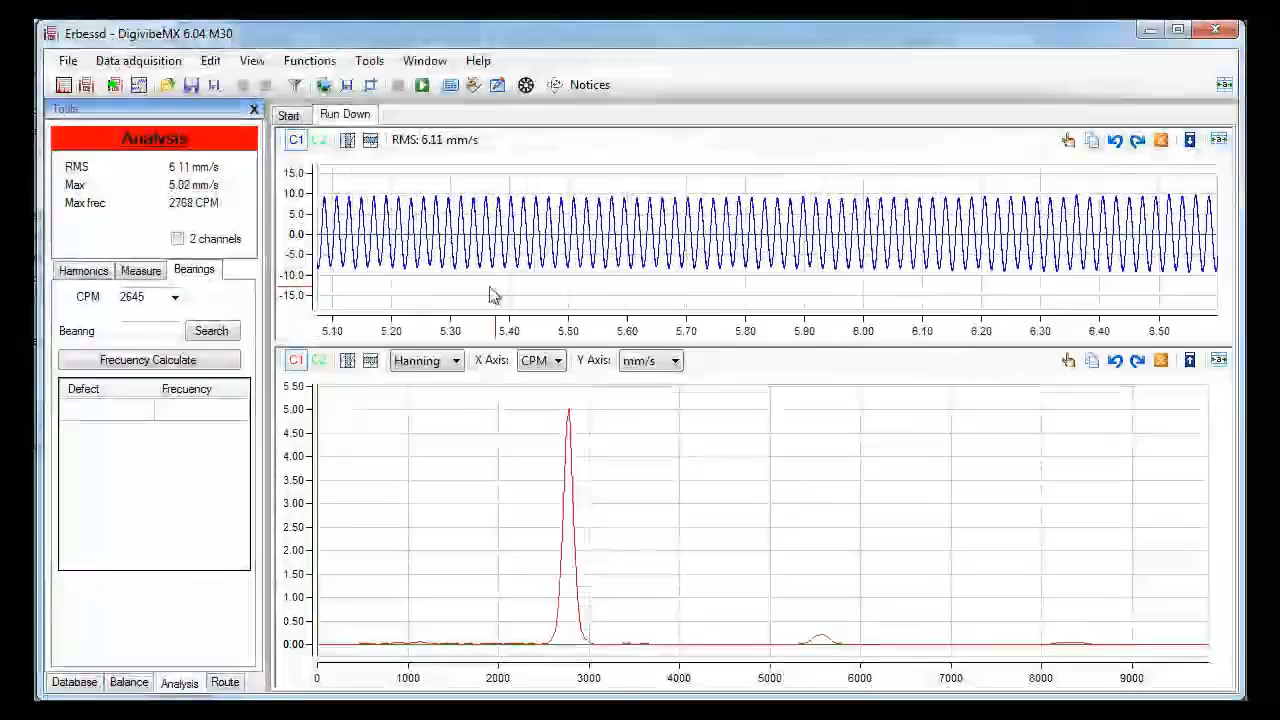 Erbessd - DigivibeMX 6.04 M30
File Data adquisition Edit View Functions Tools Window Help
Notices
Tools
Start Run Down
Analysis
RMS 6.11 mm/s
Max 5.02 mm/s
Max frec 2768 CPM
2 channels
Harmonics Measure Bearings
CPM 2645
Bearing Search
Frecuency Calculate
Defect Frecuency
Database Balance Analysis Route
C1 C2 RMS: 6.11 mm/s
15.0
10.0
5.0
0.0
-5.0
-10.0
-15.0
5.10 5.20 5.30 5.40 5.50 5.60 5.70 5.80 5.90 6.00 6.10 6.20 6.30 6.40 6.50
C1 C2 Hanning X Axis: CPM Y Axis: mm/s
5.50
5.00
4.50
4.00
3.50
3.00
2.50
2.00
1.50
1.00
0.50
0.00
0 1000 2000 3000 4000 5000 6000 7000 8000 9000